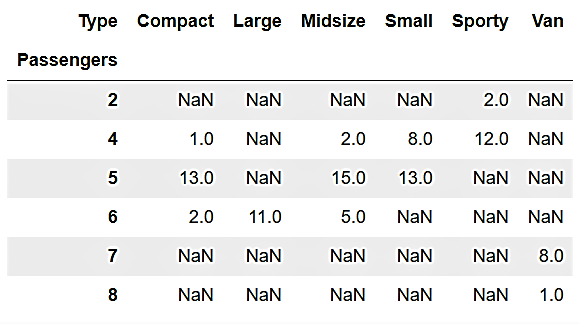 Type Compact Large Midsize Small Sporty Van
Passengers
2 NaN NaN NaN NaN 2.0 NaN
4 1.0 NaN 2.0 8.0 12.0 NaN
5 13.0 NaN 15.0 13.0 NaN NaN
6 2.0 11.0 5.0 NaN NaN NaN
7 NaN NaN NaN NaN NaN 8.0
8 NaN NaN NaN NaN NaN 1.0